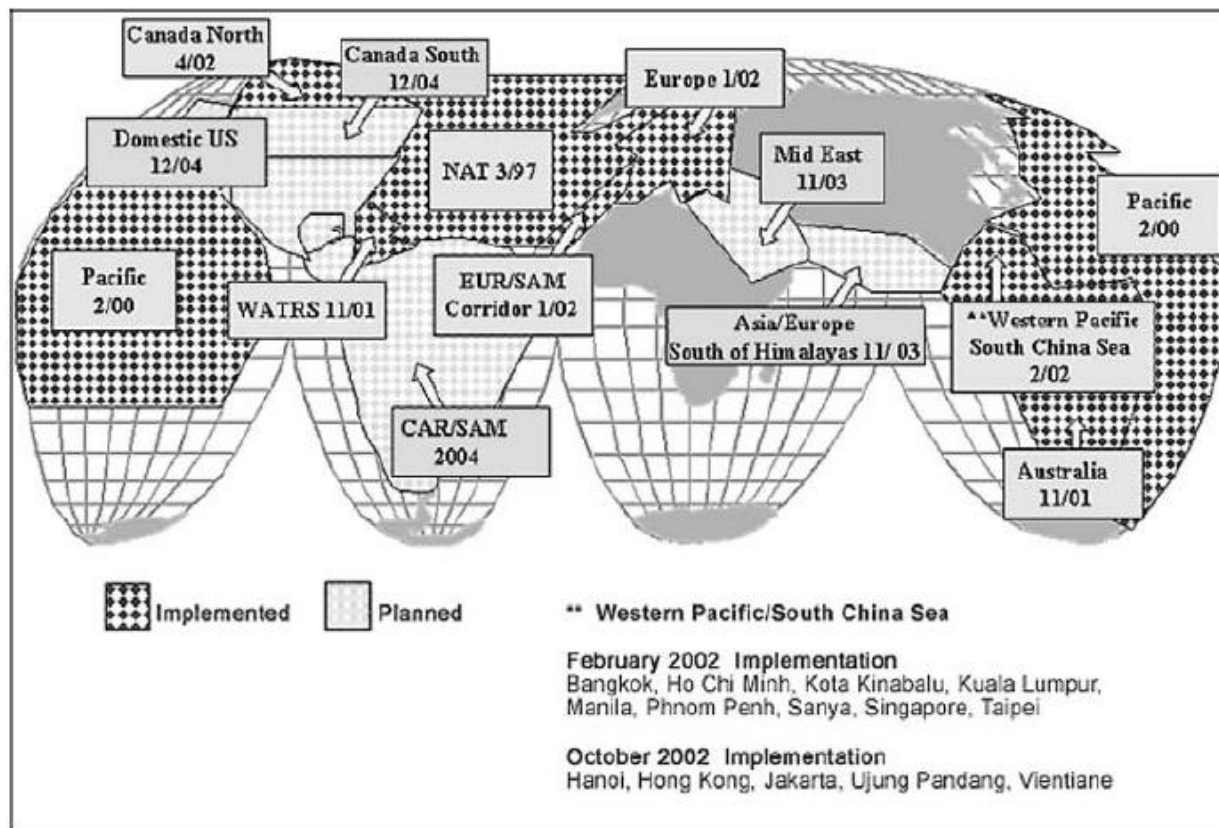 Canada North
4/02
Canada South
12/04
Europe 1/02
Domestic US
12/04
NAT 3/97
Mid East
11/03
Pacific
2/00
Pacific
2/00
WATRS 11/01
EUR/SAM
Corridor 1/02
Asia/Europe
South of Himalayas 11/ 03
**Western Pacific
South China Sea
2/02
CAR/SAM
2004
Australia
11/01
Implemented
Planned
** Western Pacific/South China Sea
February 2002 Implementation
Bangkok, Ho Chi Minh, Kota Kinabalu, Kuala Lumpur,
Manila, Phnom Penh, Sanya, Singapore, Taipei
October 2002 Implementation
Hanoi, Hong Kong, Jakarta, Ujung Pandang, Vientiane